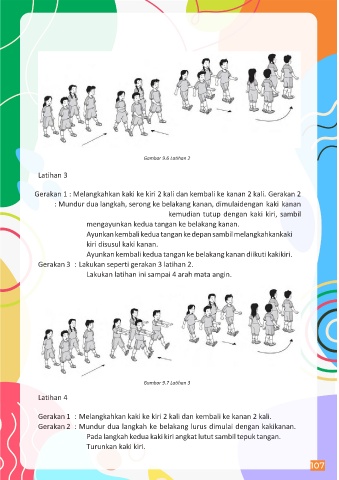 Gambar 3.6 Latihan 2
Latihan 3
Gerakan 1 : Melangkahkan kaki ke kiri 2 kali dan kembali ke kanan 2 kali. Gerakan 2
: Mundur dua langkah, serong ke belakang kanan, dimulaidengan kaki kanan
kemudian tutup dengan kaki kiri, sambil
mengayunkan kedua tangan ke belakang kanan.
Ayunkan kembali kedua tangan ke depan sambil melangkahkankaki
kiri disusul kaki kanan.
Ayunkan kembali kedua tangan ke belakang kanan diikuti kaki kiri.
Gerakan 3 : Lakukan seperti gerakan 3 latihan 2.
Lakukan latihan ini sampai 4 arah mata angin.
Gambar 3.7 Latihan 3
Latihan 4
Gerakan 1 : Melangkahkan kaki ke kiri 2 kali dan kembali ke kanan 2 kali.
Gerakan 2 : Mundur dua langkah ke belakang lurus dimulai dengan kakikanan.
Pada langkah kedua kaki kiri angkat lutut sambil tepuk tangan.
Turunkan kaki kiri.
107